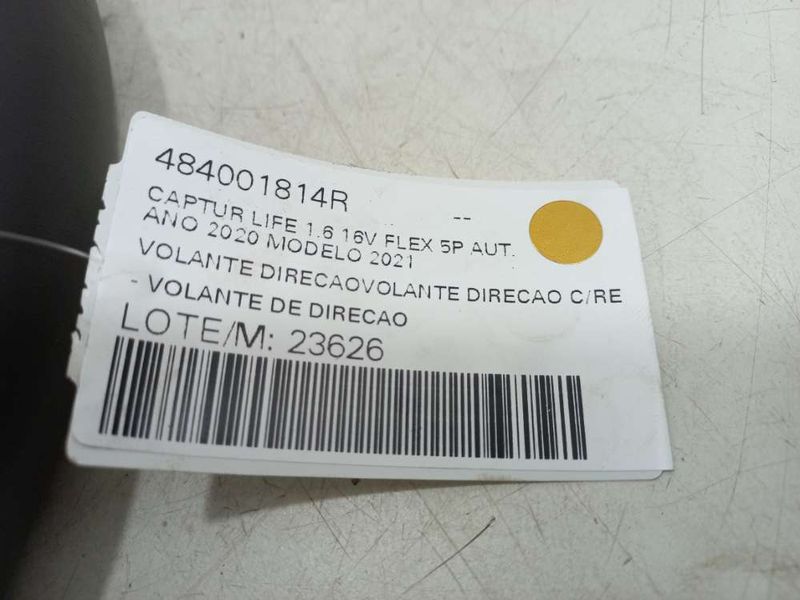 484001814R --
CAPTUR LIFE 1.6 16V FLEX 5P AUT.
ANO 2020 MODELO 2021
VOLANTE DIRECAOVOLANTE DIRECAO C/RE
- VOLANTE DE DIRECAO
LOTE/M: 23626